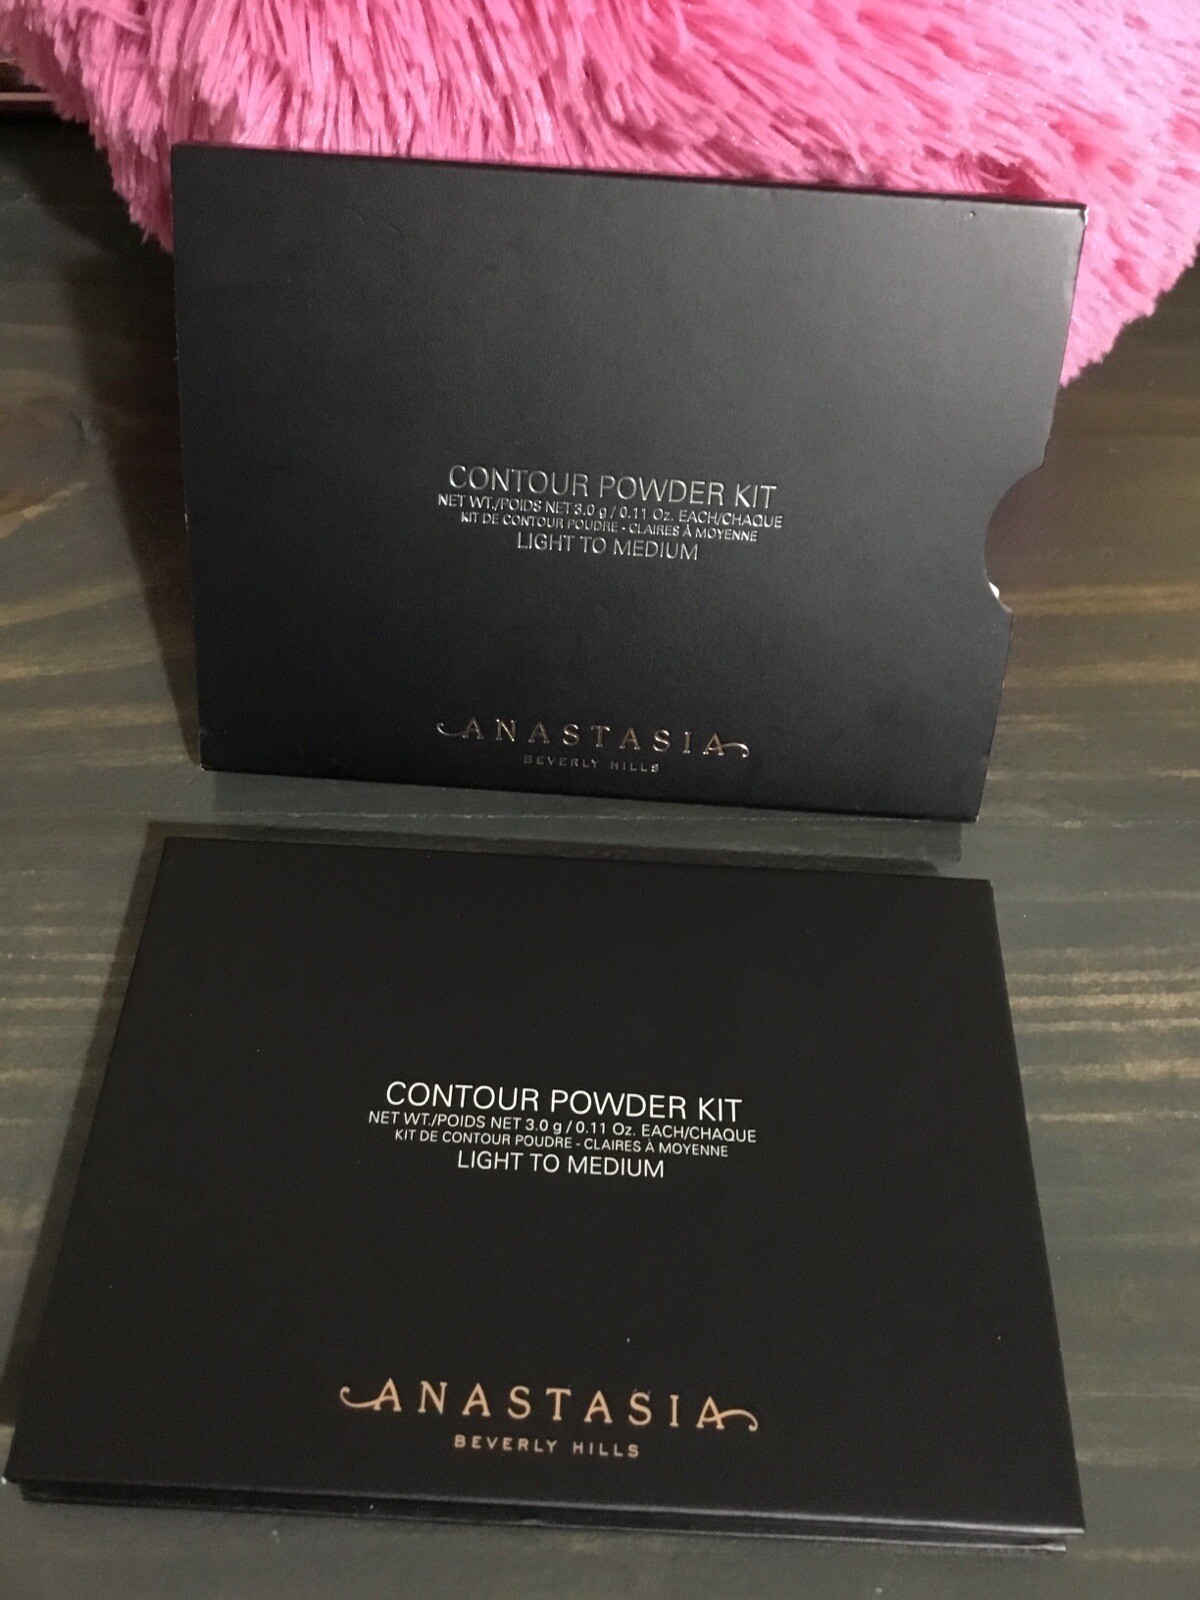 CONTOUR POWDER KIT
NET WT./POIDS NET 3.0 g / 0.11 Oz. EACH/CHAQUE
KIT DE CONTOUR POUDRE - CLAIRES À MOYENNE
LIGHT TO MEDIUM
ANASTASIA
BEVERLY HILLS
CONTOUR POWDER KIT
NET WT./POIDS NET 3.0 g / 0.11 Oz. EACH/CHAQUE
KIT DE CONTOUR POUDRE - CLAIRES À MOYENNE
LIGHT TO MEDIUM
ANASTASIA
BEVERLY HILLS